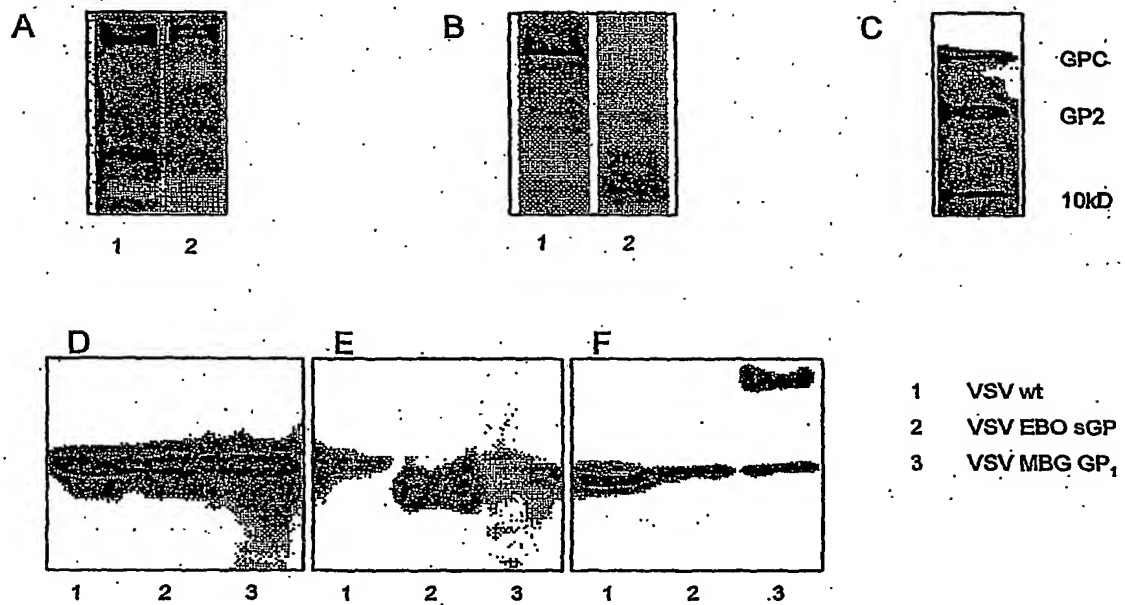 A
B
C
GPC
GP2
10kD
1 2
1 2
D
E
F
1 VSV wt
2 VSV EBO sGP
3 VSV MBG GP₁
1 2 3
1 2 3
1 2 3